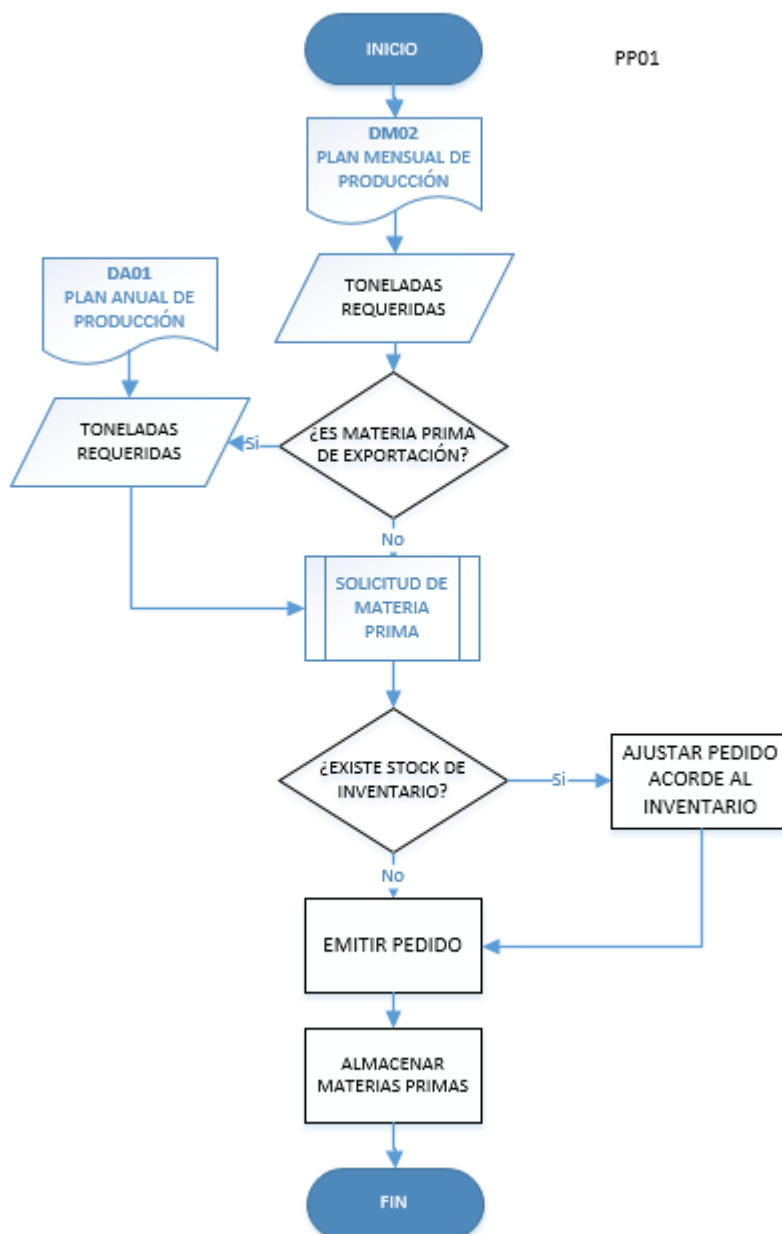 INICIO
PP01
DM02
PLAN MENSUAL DE
PRODUCCIÓN
DA01
PLAN ANUAL DE
PRODUCCIÓN
TONELADAS
REQUERIDAS
TONELADAS
REQUERIDAS
Si
¿ES MATERIA PRIMA
DE EXPORTACIÓN?
No
SOLICITUD DE
MATERIA
PRIMA
¿EXISTE STOCK DE
INVENTARIO?
Si
AJUSTAR PEDIDO
ACORDE AL
INVENTARIO
No
EMITIR PEDIDO
ALMACENAR
MATERIAS PRIMAS
FIN